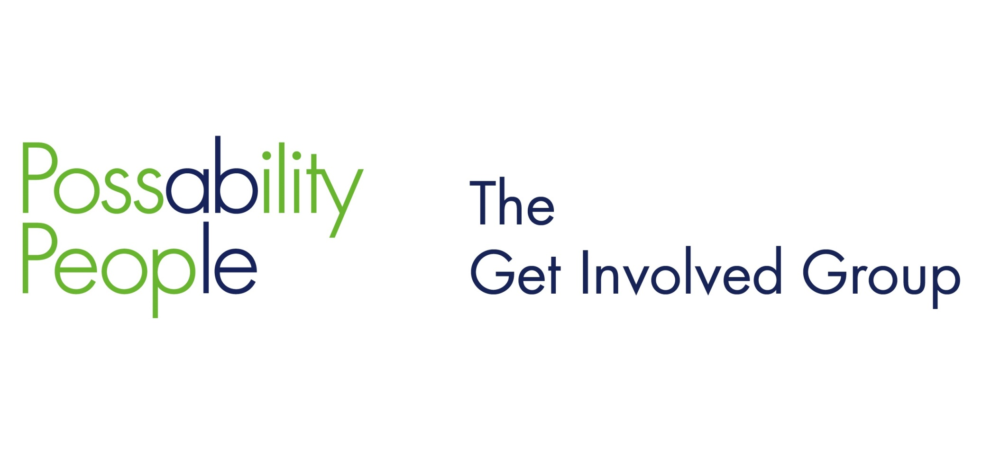 Possability
People
The
Get Involved Group